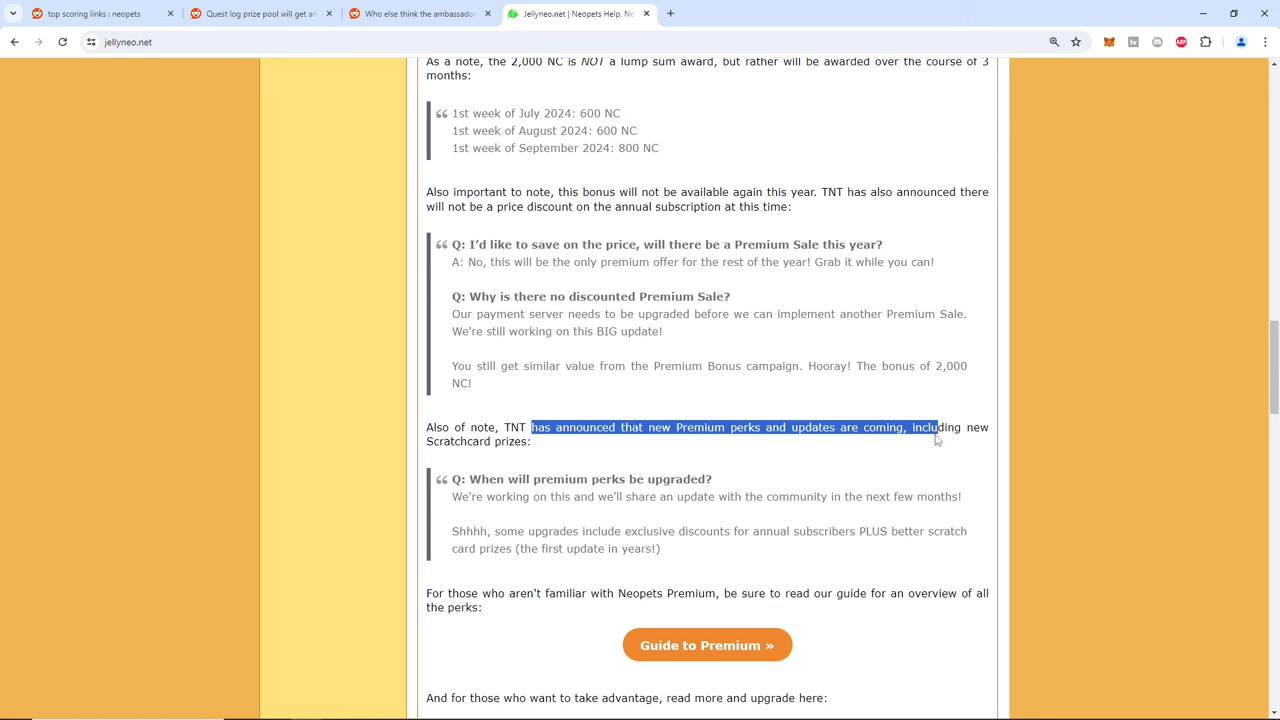 top scoring links : neopets
Quest log prize pool will get an
Who else think the ambassado
Jellyneo.net | Neopets Help, Ne
jellyneo.net
As a note, the 2,000 NC is NOT a lump sum award, but rather will be awarded over the course of 3
months:
1st week of July 2024: 600 NC
1st week of August 2024: 600 NC
1st week of September 2024: 800 NC
Also important to note, this bonus will not be available again this year. TNT has also announced there
will not be a price discount on the annual subscription at this time:
Q: I'd like to save on the price, will there be a Premium Sale this year?
A: No, this will be the only premium offer for the rest of the year! Grab it while you can!
Q: Why is there no discounted Premium Sale?
Our payment server needs to be upgraded before we can implement another Premium Sale.
We're still working on this BIG update!
You still get similar value from the Premium Bonus campaign. Hooray! The bonus of 2,000
NC!
Also of note, TNT has announced that new Premium perks and updates are coming, including new
Scratchcard prizes:
Q: When will premium perks be upgraded?
We're working on this and we'll share an update with the community in the next few months!
Shhhh, some upgrades include exclusive discounts for annual subscribers PLUS better scratch
card prizes (the first update in years!)
For those who aren't familiar with Neopets Premium, be sure to read our guide for an overview of all
the perks:
Guide to Premium »
And for those who want to take advantage, read more and upgrade here: